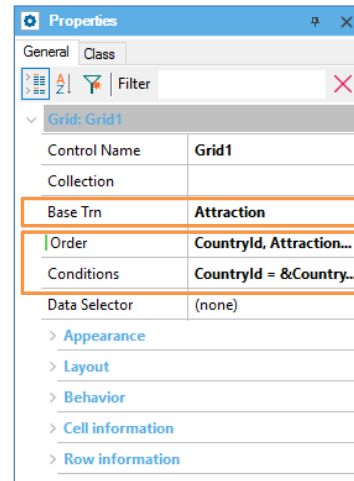 Properties
General Class
Filter
Grid: Grid1
Control Name Grid1
Collection
Base Trn Attraction
Order CountryId, Attraction...
Conditions CountryId = &Country...
Data Selector (none)
Appearance
Layout
Behavior
Cell information
Row information